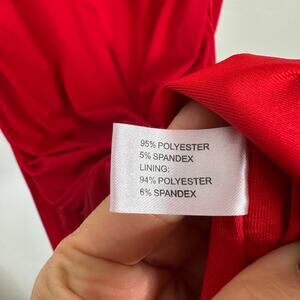 95% POLYESTER
5% SPANDEX
LINING:
94% POLYESTER
6% SPANDEX